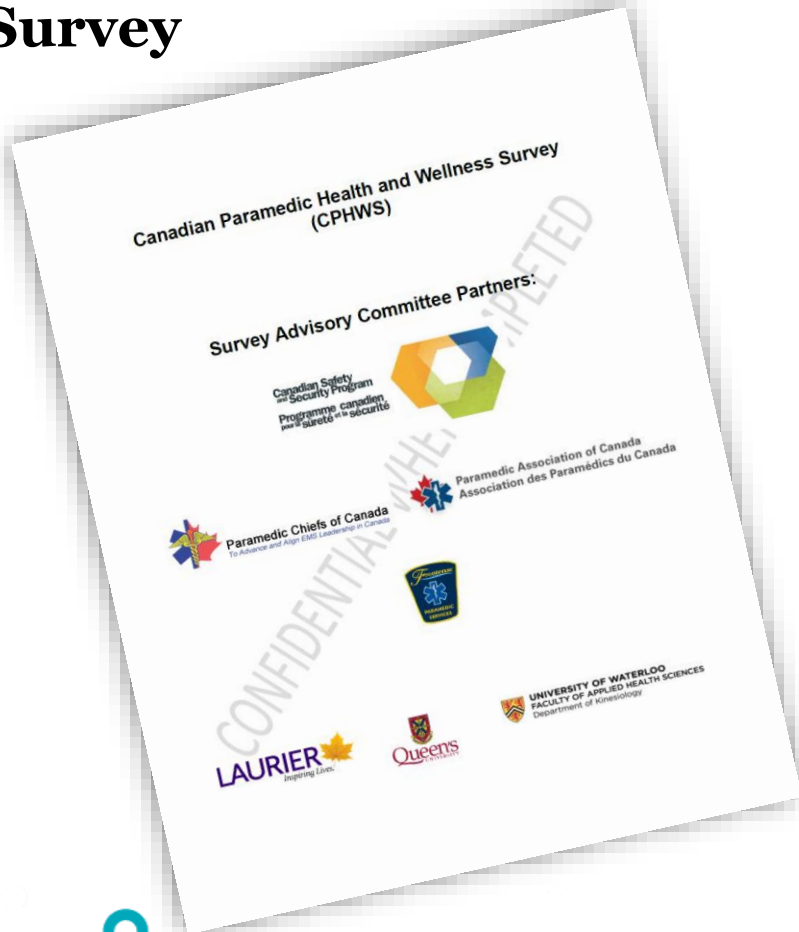 Survey
Canadian Paramedic Health and Wellness Survey
(CPHWS)
Survey Advisory Committee Partners:
Canadian Safety
and Security Program
Programme canadien
pour la sûreté et la sécurité
Paramedic Association of Canada
Association des Paramédics du Canada
Paramedic Chiefs of Canada
To Advance and Align EMS Leadership in Canada
PARAMEDIC
SERVICES
UNIVERSITY OF WATERLOO
FACULTY OF APPLIED HEALTH SCIENCES
Department of Kinesiology
LAURIER
Inspiring Lives.
Queen's
UNIVERSITY
CONFIDENTIAL WHEN COMPLETED